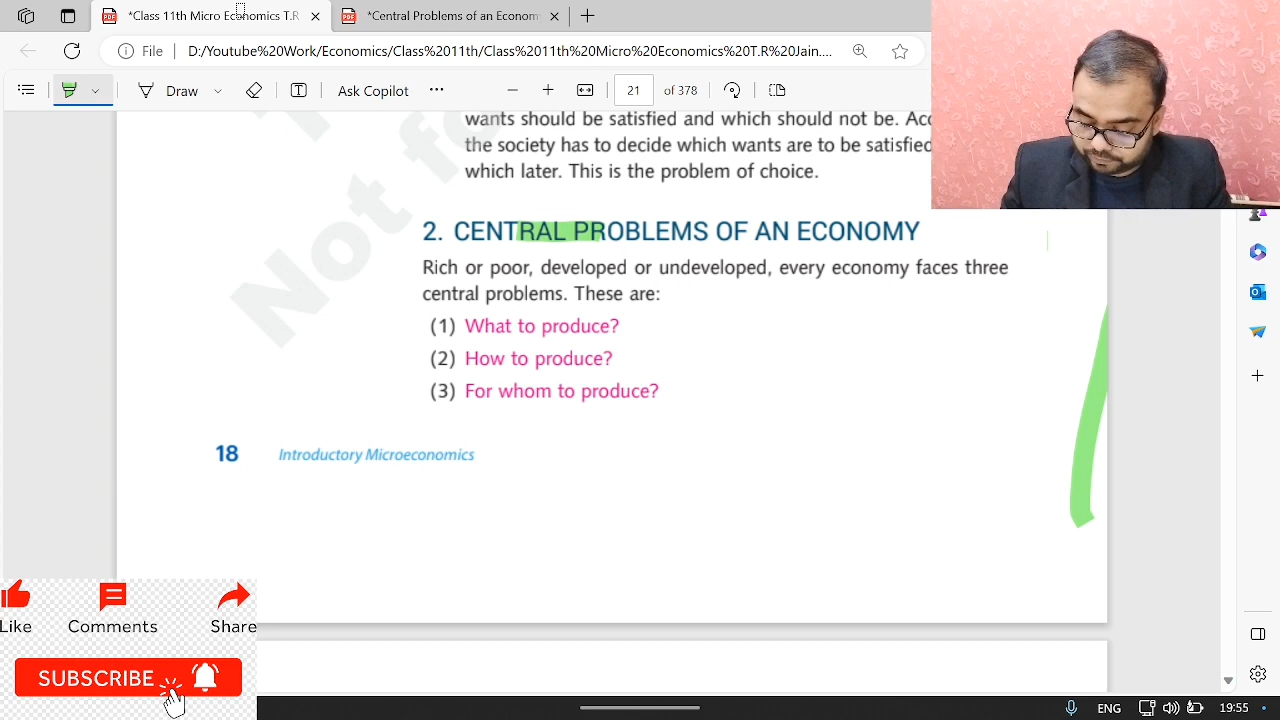 *Class 11th Micro Economics T.R
*Central Problems of an Economy
File
D:/Youtube%20Work/Economics/Class%2011th/Class%2011th%20Micro%20Economics%20T.R%20Jain....
Draw
Ask Copilot
21
of 378
wants should be satisfied and which should not be. Acc
the society has to decide which wants are to be satisfied
which later. This is the problem of choice.
Not fo
2. CENTRAL PROBLEMS OF AN ECONOMY
Rich or poor, developed or undeveloped, every economy faces three
central problems. These are:
(1) What to produce?
(2) How to produce?
(3) For whom to produce?
18
Introductory Microeconomics
Like
Comments
Share
SUBSCRIBE
ENG
19:55